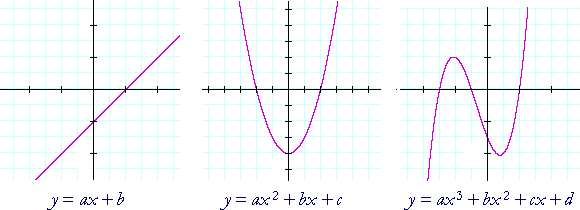 y = ax + b
y = ax² + bx + c
y = ax³ + bx² + cx + d